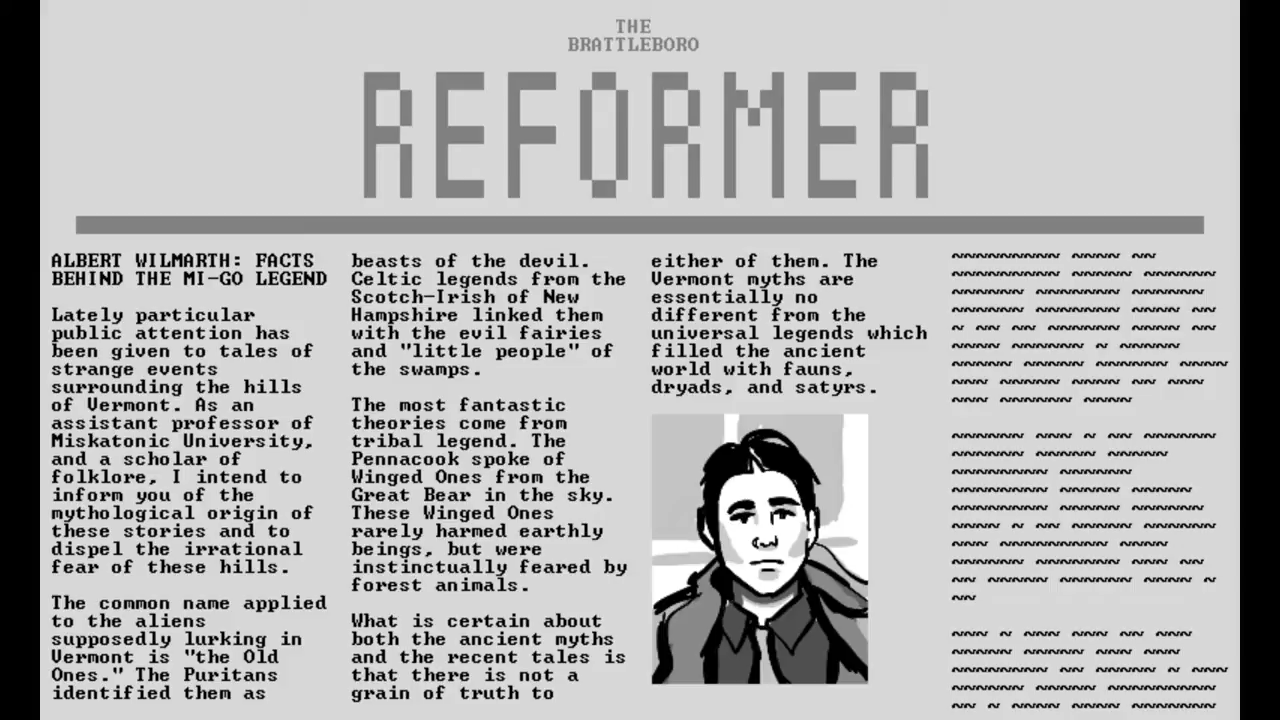 THE
BRATTLEBORO
REFORMER
ALBERT WILMARTH: FACTS
BEHIND THE MI-GO LEGEND
Lately particular
public attention has
been given to tales of
strange events
surrounding the hills
of Vermont. As an
assistant professor of
Miskatonic University,
and a scholar of
folklore, I intend to
inform you of the
mythological origin of
these stories and to
dispel the irrational
fear of these hills.
The common name applied
to the aliens
supposedly lurking in
Vermont is "the Old
Ones." The Puritans
identified them as
beasts of the devil.
Celtic legends from the
Scotch-Irish of New
Hampshire linked them
with the evil fairies
and "little people" of
the swamps.
The most fantastic
theories come from
tribal legend. The
Pennacook spoke of
Winged Ones from the
Great Bear in the sky.
These Winged Ones
rarely harmed earthly
beings, but were
instinctually feared by
forest animals.
What is certain about
both the ancient myths
and the recent tales is
that there is not a
grain of truth to
either of them. The
Vermont myths are
essentially no
different from the
universal legends which
filled the ancient
world with fauns,
dryads, and satyrs.